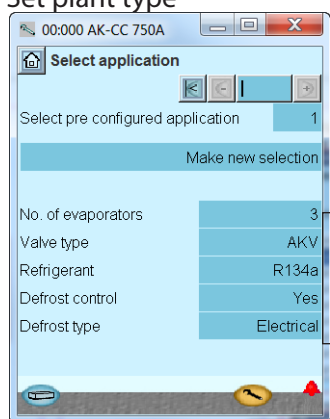 Set plant type
00:000 AK-CC 750A
Select application
Select pre configured application 1
Make new selection
No. of evaporators 3
Valve type AKV
Refrigerant R134a
Defrost control Yes
Defrost type Electrical